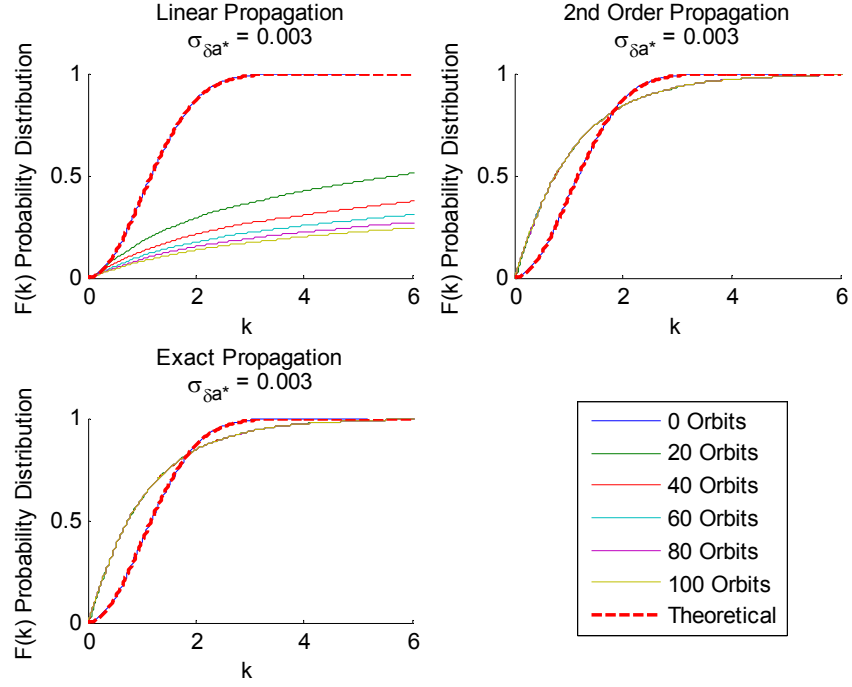 Linear Propagation
σδa* = 0.003
F(k) Probability Distribution
1
0.5
0
0
2
4
6
k
2nd Order Propagation
σδa* = 0.003
F(k) Probability Distribution
1
0.5
0
0
2
4
6
k
Exact Propagation
σδa* = 0.003
F(k) Probability Distribution
1
0.5
0
0
2
4
6
k
0 Orbits
20 Orbits
40 Orbits
60 Orbits
80 Orbits
100 Orbits
Theoretical